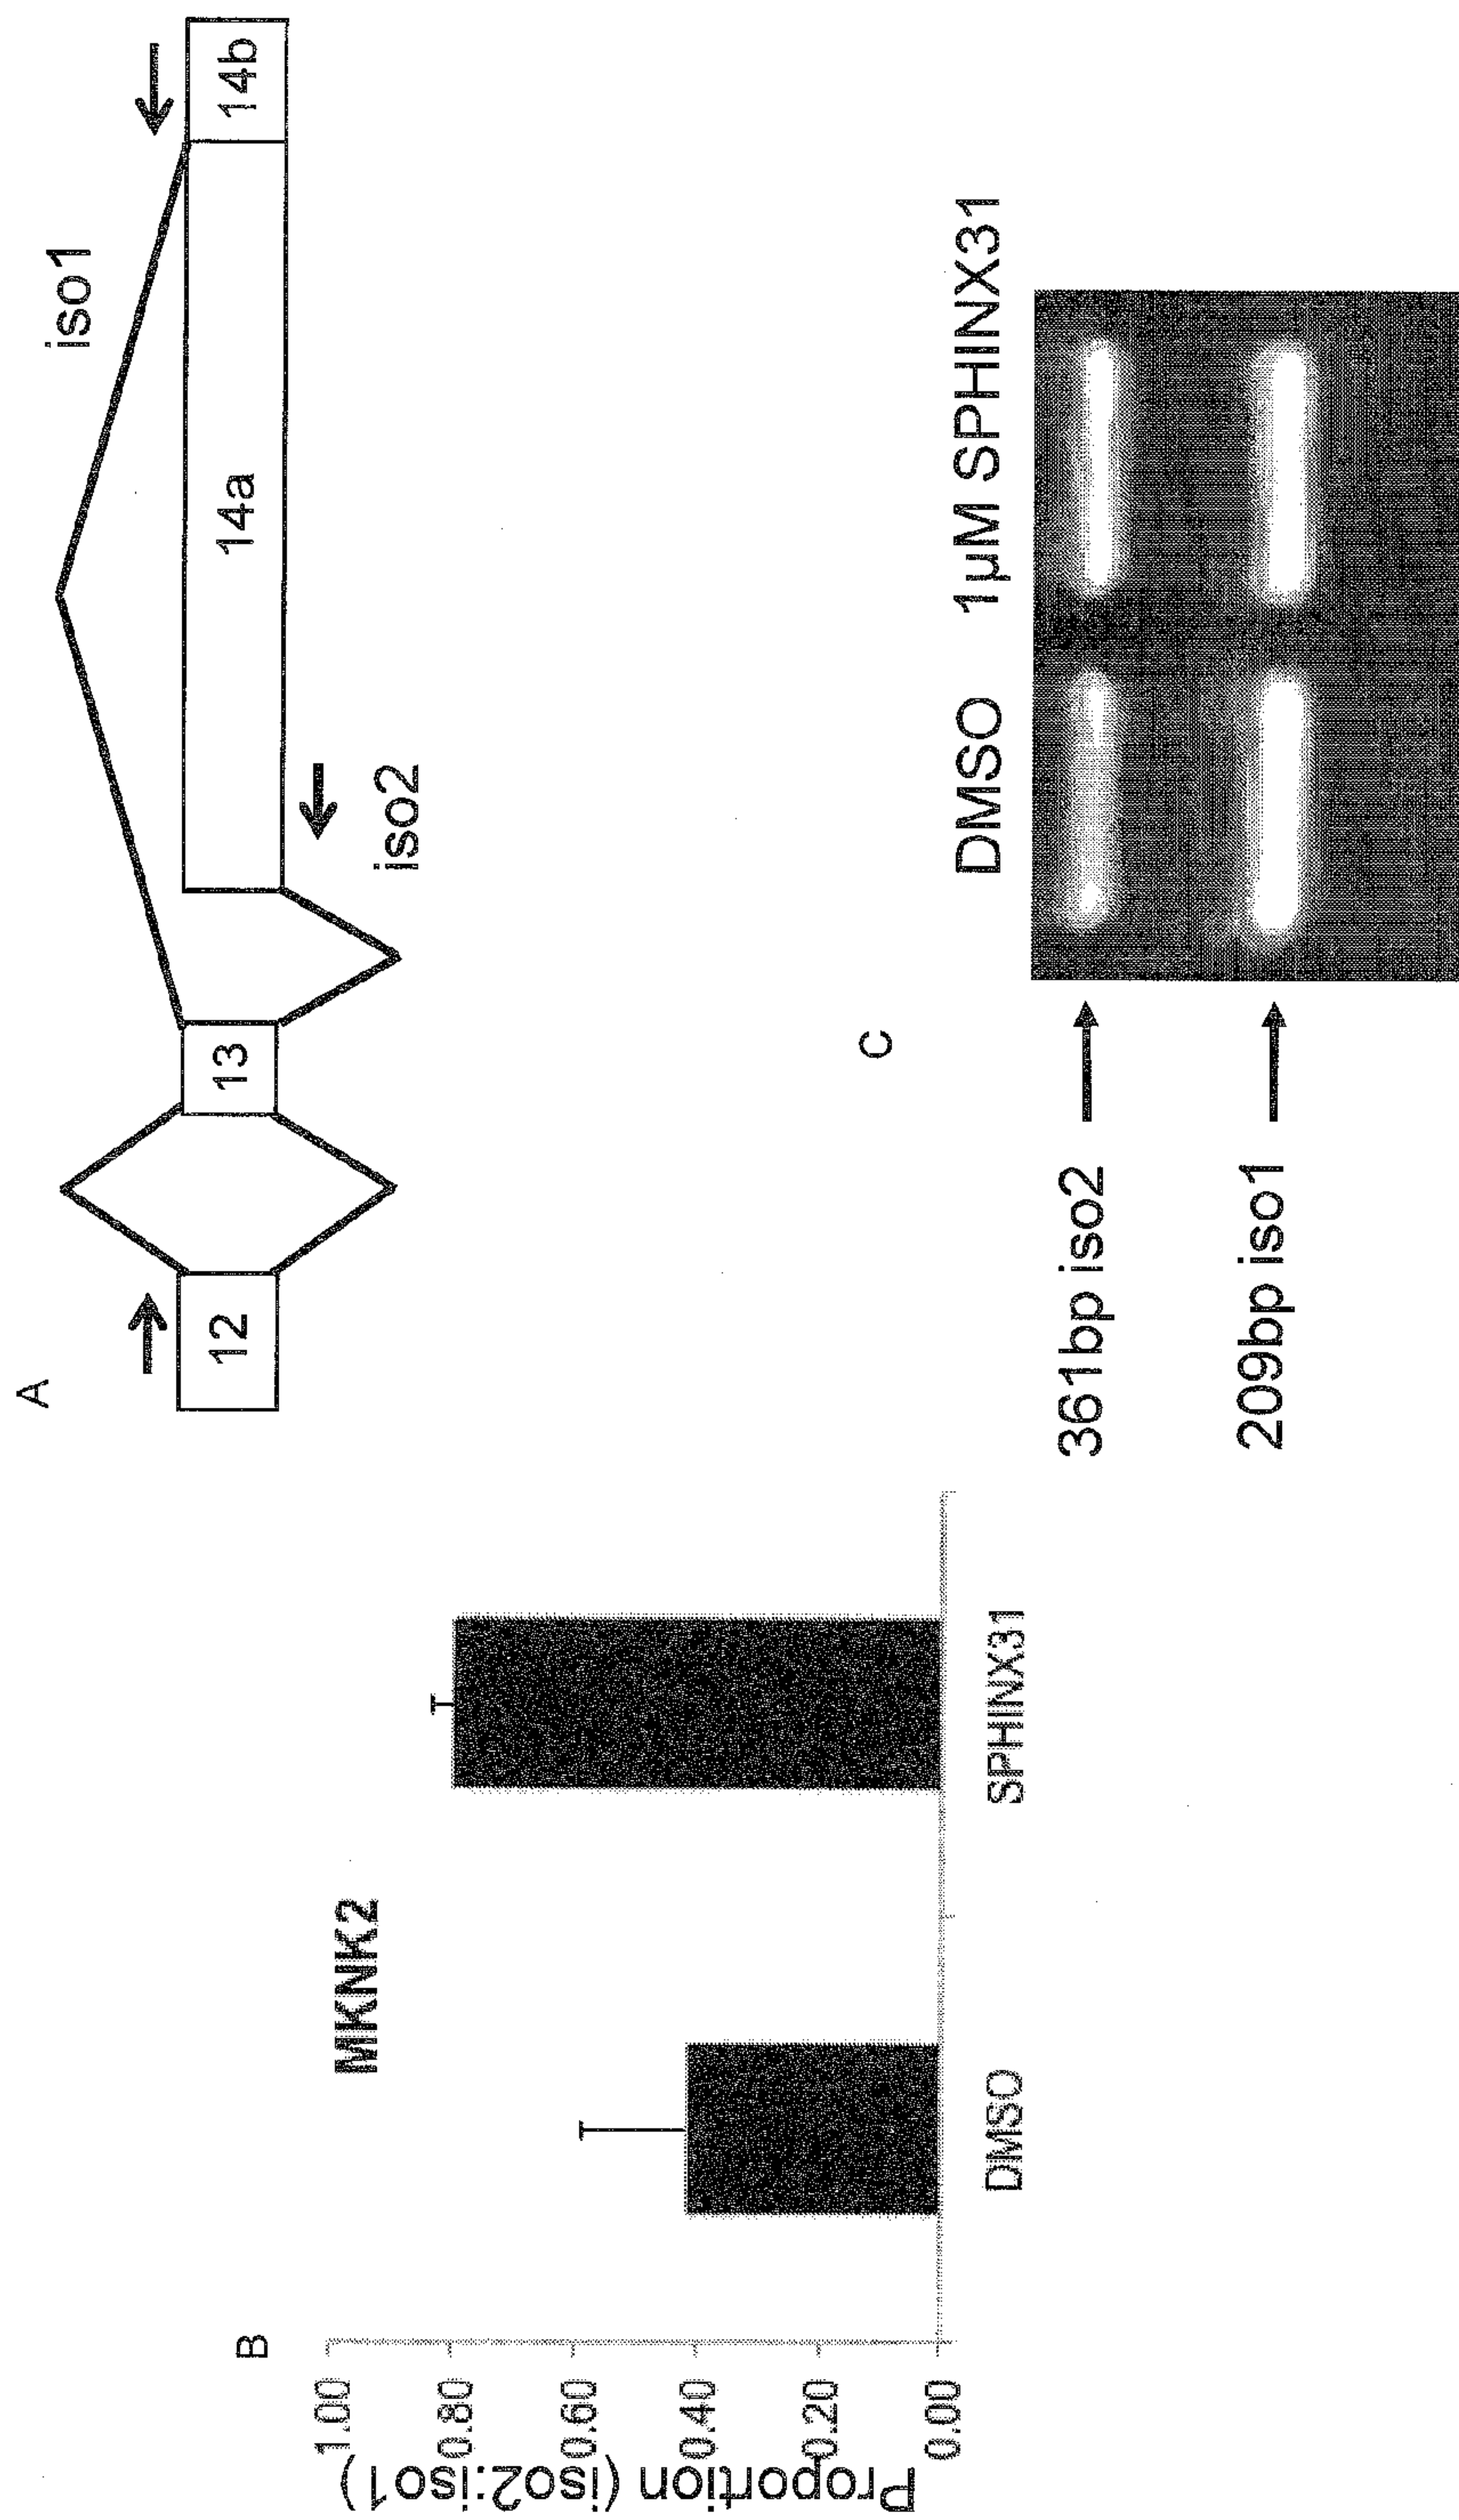 A
iso1
12
13
14a
14b
iso2
B
MKNK2
Proportion (iso2:iso1)
1.00
0.80
0.60
0.40
0.20
0.00
DMSO
SPHINX31
C
DMSO
1µM SPHINX31
361bp iso2
209bp iso1